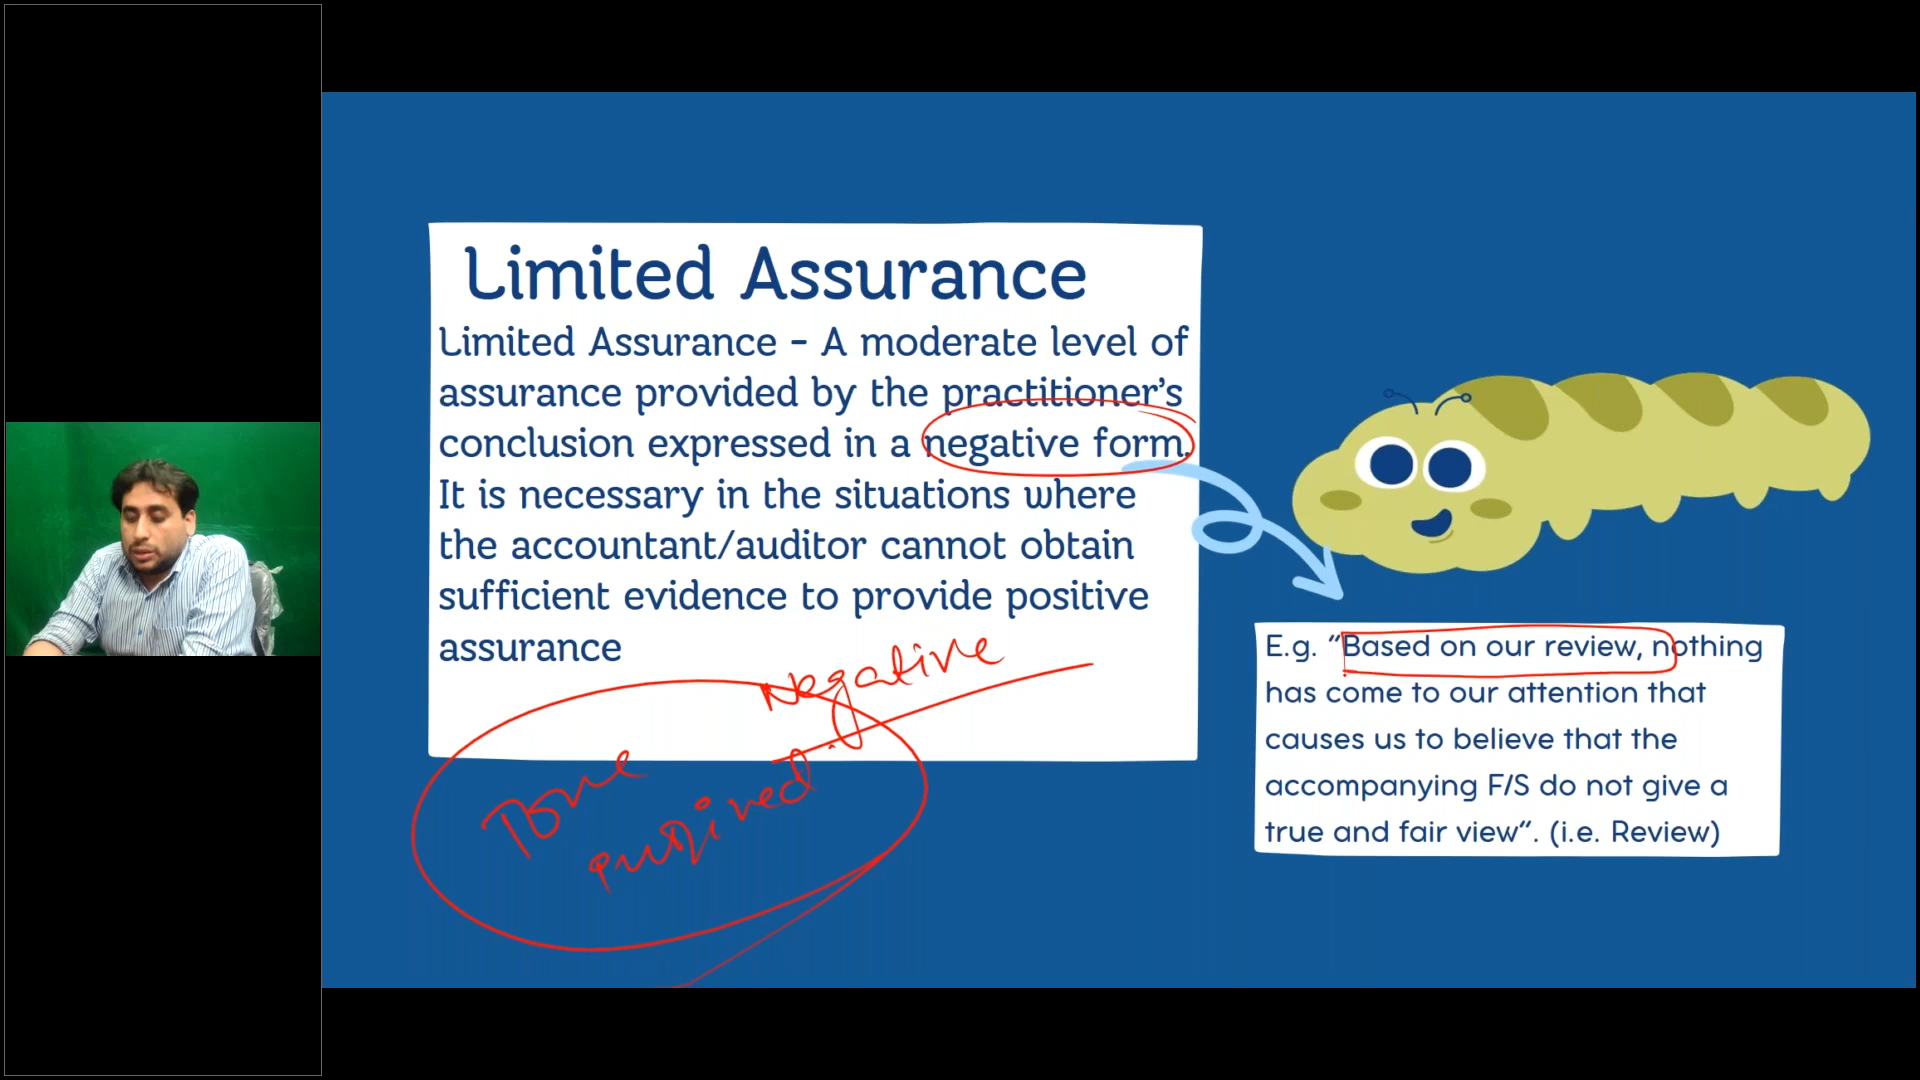 Limited Assurance
Limited Assurance - A moderate level of
assurance provided by the practitioner's
conclusion expressed in a negative form.
It is necessary in the situations where
the accountant/auditor cannot obtain
sufficient evidence to provide positive
assurance
Negative
E.g. "Based on our review, nothing
has come to our attention that
causes us to believe that the
accompanying F/S do not give a
true and fair view". (i.e. Review)